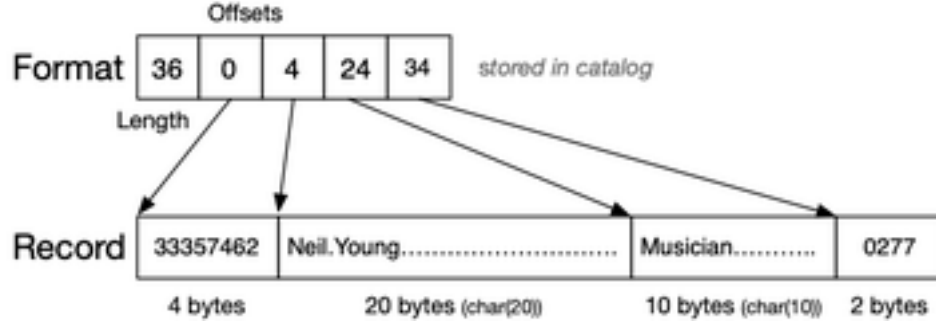 Offsets
Format 36 0 4 24 34 stored in catalog
Length
Record 33357462 Neil.Young................................. Musician........... 0277
4 bytes 20 bytes (char(20)) 10 bytes (char(10)) 2 bytes